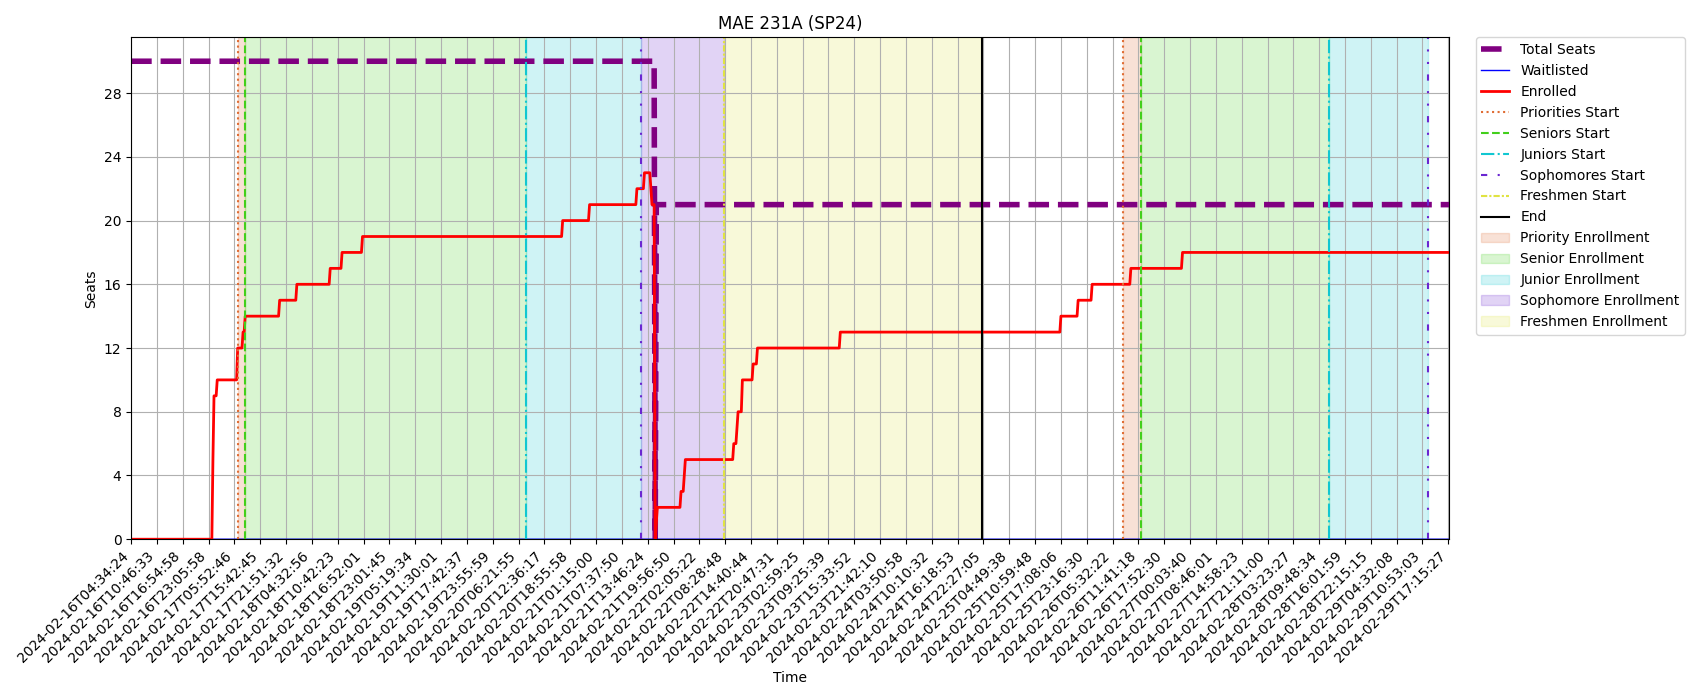 MAE 231A (SP24)
Total Seats
Waitlisted
Enrolled
Priorities Start
Seniors Start
Juniors Start
Sophomores Start
Freshmen Start
End
Priority Enrollment
Senior Enrollment
Junior Enrollment
Sophomore Enrollment
Freshmen Enrollment
Seats
28
24
20
16
12
8
4
0
2024-02-16T04:34:24
2024-02-16T10:46:33
2024-02-16T16:54:58
2024-02-16T23:05:58
2024-02-17T05:52:46
2024-02-17T15:42:45
2024-02-17T21:51:32
2024-02-18T04:32:56
2024-02-18T10:42:23
2024-02-18T16:52:01
2024-02-18T23:01:45
2024-02-19T05:19:34
2024-02-19T11:30:01
2024-02-19T17:42:37
2024-02-19T23:55:59
2024-02-20T06:21:55
2024-02-20T12:36:17
2024-02-20T18:55:58
2024-02-21T01:15:00
2024-02-21T07:37:50
2024-02-21T13:46:24
2024-02-21T19:56:50
2024-02-22T02:05:22
2024-02-22T08:28:48
2024-02-22T14:40:44
2024-02-22T20:47:31
2024-02-23T02:59:25
2024-02-23T09:25:39
2024-02-23T15:33:52
2024-02-23T21:42:10
2024-02-24T03:50:58
2024-02-24T10:10:32
2024-02-24T16:18:53
2024-02-24T22:27:05
2024-02-25T04:49:38
2024-02-25T10:59:48
2024-02-25T17:08:06
2024-02-25T23:16:30
2024-02-26T05:32:22
2024-02-26T11:41:18
2024-02-26T17:52:30
2024-02-27T00:03:40
2024-02-27T08:46:01
2024-02-27T14:58:23
2024-02-27T21:11:00
2024-02-28T03:23:27
2024-02-28T09:48:34
2024-02-28T16:01:59
2024-02-28T22:15:15
2024-02-29T04:32:08
2024-02-29T10:53:03
2024-02-29T17:15:27
Time